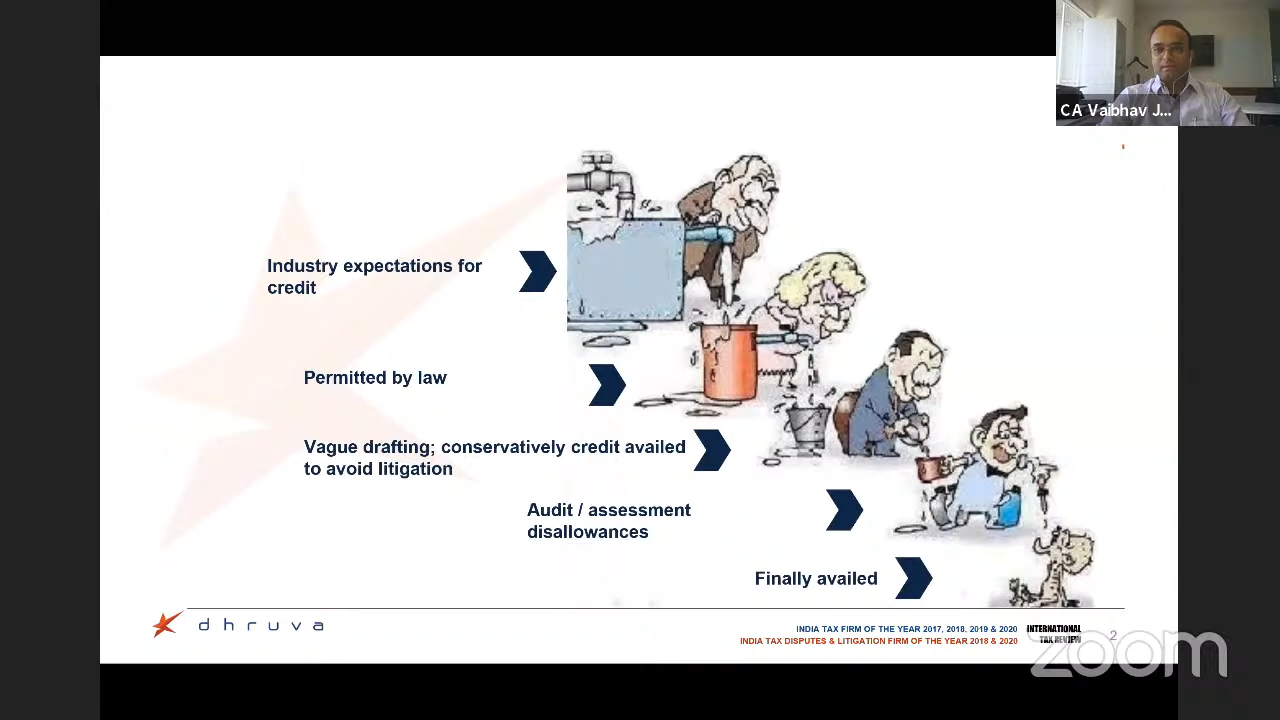 CA Vaibhav J...
Industry expectations for
credit
Permitted by law
Vague drafting; conservatively credit availed
to avoid litigation
Audit / assessment
disallowances
Finally availed
dhruva
INDIA TAX FIRM OF THE YEAR 2017, 2018, 2019 & 2020
INDIA TAX DISPUTES & LITIGATION FIRM OF THE YEAR 2018 & 2020
INTERNATIONAL
TAX REVIEW
2
zoom